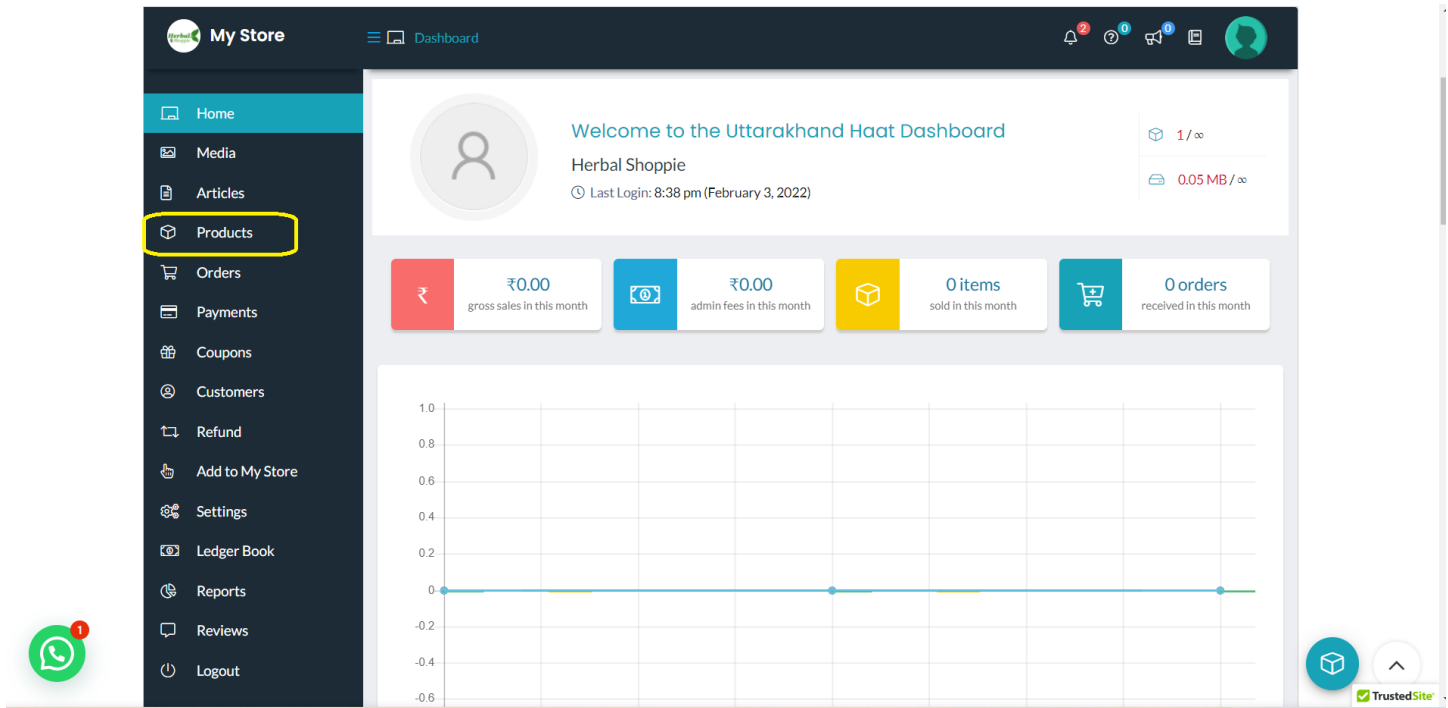 My Store
Dashboard
2
0
0
Home
Media
Articles
Products
Orders
Payments
Coupons
Customers
Refund
Add to My Store
Settings
Ledger Book
Reports
Reviews
Logout
Welcome to the Uttarakhand Haat Dashboard
Herbal Shoppie
Last Login: 8:38 pm (February 3, 2022)
1 / ∞
0.05 MB / ∞
₹
₹0.00
gross sales in this month
₹0.00
admin fees in this month
0 items
sold in this month
0 orders
received in this month
1.0
0.8
0.6
0.4
0.2
0
-0.2
-0.4
-0.6
1
TrustedSite